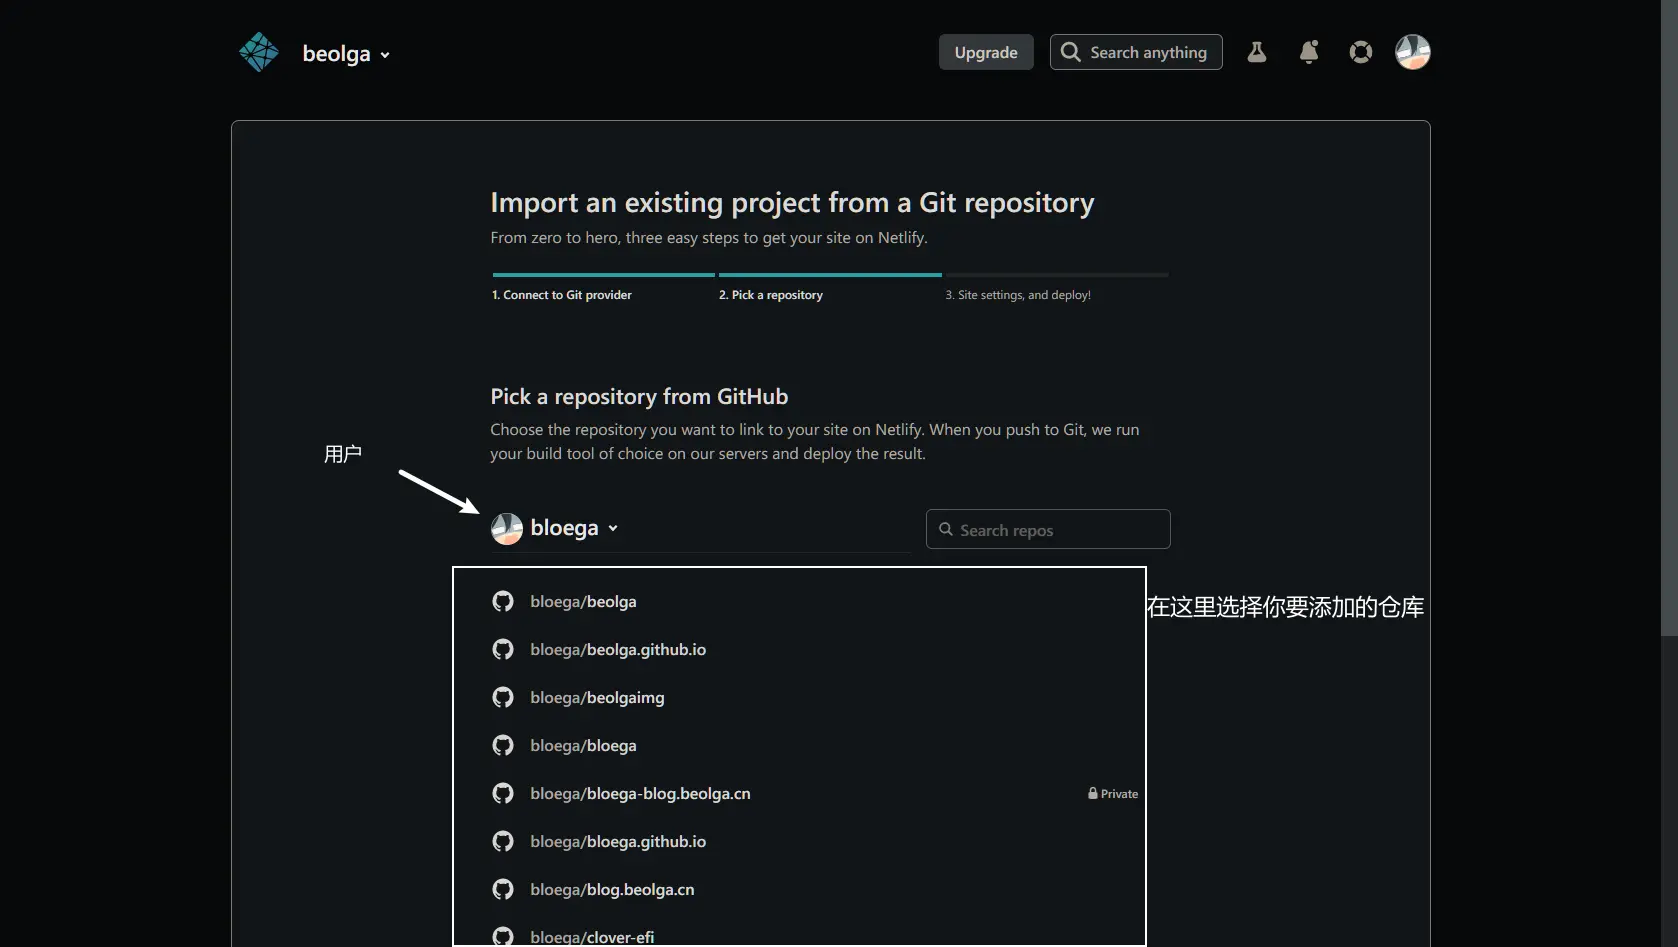 beolga
Upgrade
Search anything
Import an existing project from a Git repository
From zero to hero, three easy steps to get your site on Netlify.
1. Connect to Git provider
2. Pick a repository
3. Site settings, and deploy!
Pick a repository from GitHub
Choose the repository you want to link to your site on Netlify. When you push to Git, we run
your build tool of choice on our servers and deploy the result.
用户
bloega
Search repos
在这里选择你要添加的仓库
bloega/beolga
bloega/beolga.github.io
bloega/beolgaimg
bloega/bloega
bloega/bloega-blog.beolga.cn
Private
bloega/bloega.github.io
bloega/blog.beolga.cn
bloega/clover-efi